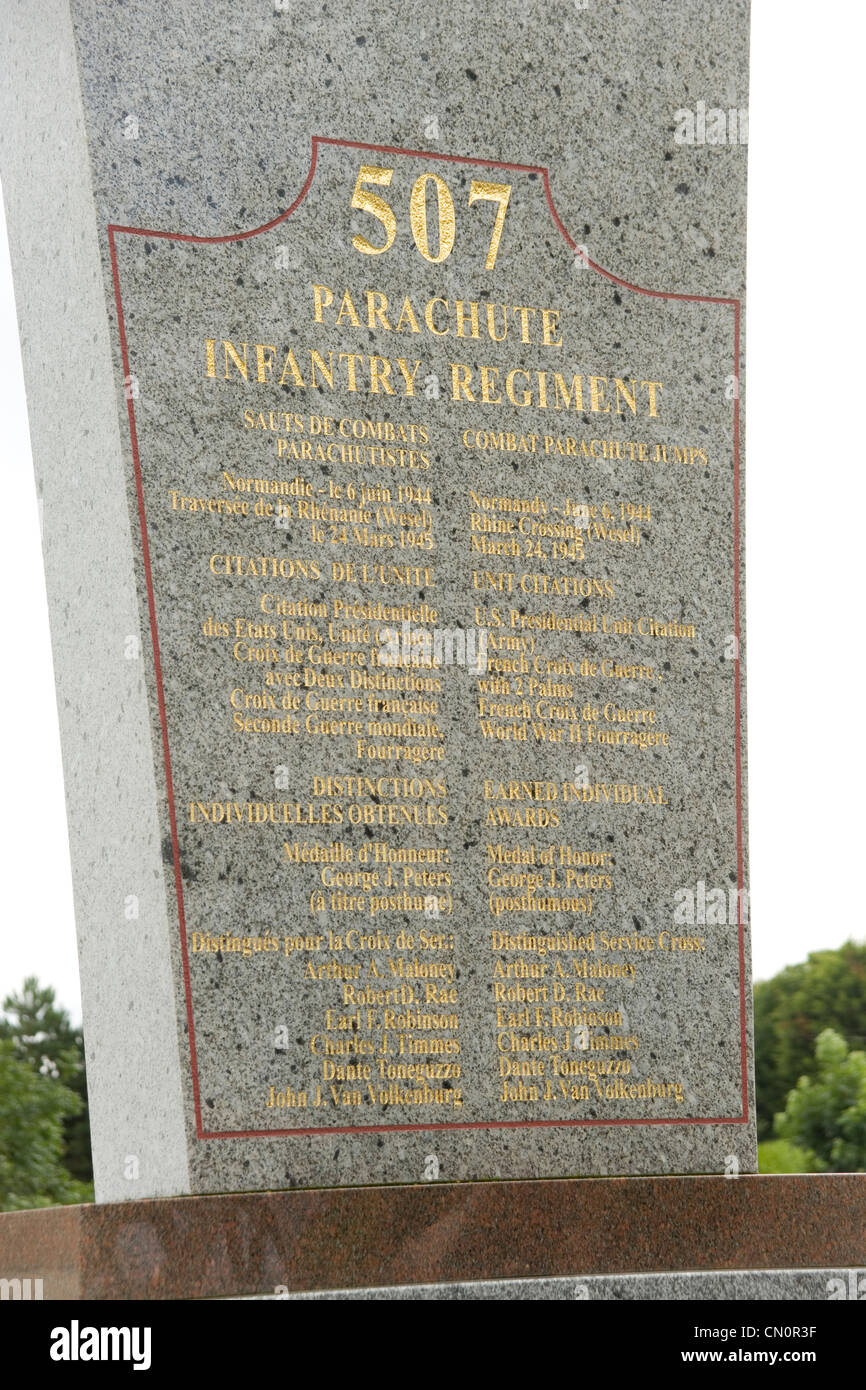 507
PARACHUTE
INFANTRY REGIMENT
SAUTS DE COMBATS
PARACHUTISTES
Normandie - le 6 juin 1944
Traversée de la Rhénanie (Wesel)
le 24 Mars 1945
CITATIONS DE L'UNITE
Citation Présidentielle
des Etats Unis, Unité (Armée)
Croix de Guerre française
avec Deux Distinctions
Croix de Guerre française
Seconde Guerre mondiale,
Fourragère
DISTINCTIONS
INDIVIDUELLES OBTENUES
Médaille d'Honneur:
George J. Peters
(à titre posthume)
Distingués pour la Croix de Ser.:
Arthur A. Maloney
Robert D. Rae
Earl F. Robinson
Charles J. Timmes
Dante Toneguzzo
John J. Van Volkenburg
COMBAT PARACHUTE JUMPS
Normandy - June 6, 1944
Rhine Crossing (Wesel)
March 24, 1945
UNIT CITATIONS
U.S. Presidential Unit Citation
(Army)
French Croix de Guerre,
with 2 Palms
French Croix de Guerre
World War II Fourragere
EARNED INDIVIDUAL
AWARDS
Medal of Honor:
George J. Peters
(posthumous)
Distinguished Service Cross:
Arthur A. Maloney
Robert D. Rae
Earl F. Robinson
Charles J. Timmes
Dante Toneguzzo
John J. Van Volkenburg
alamy
Image ID: CN0R3F
www.alamy.com